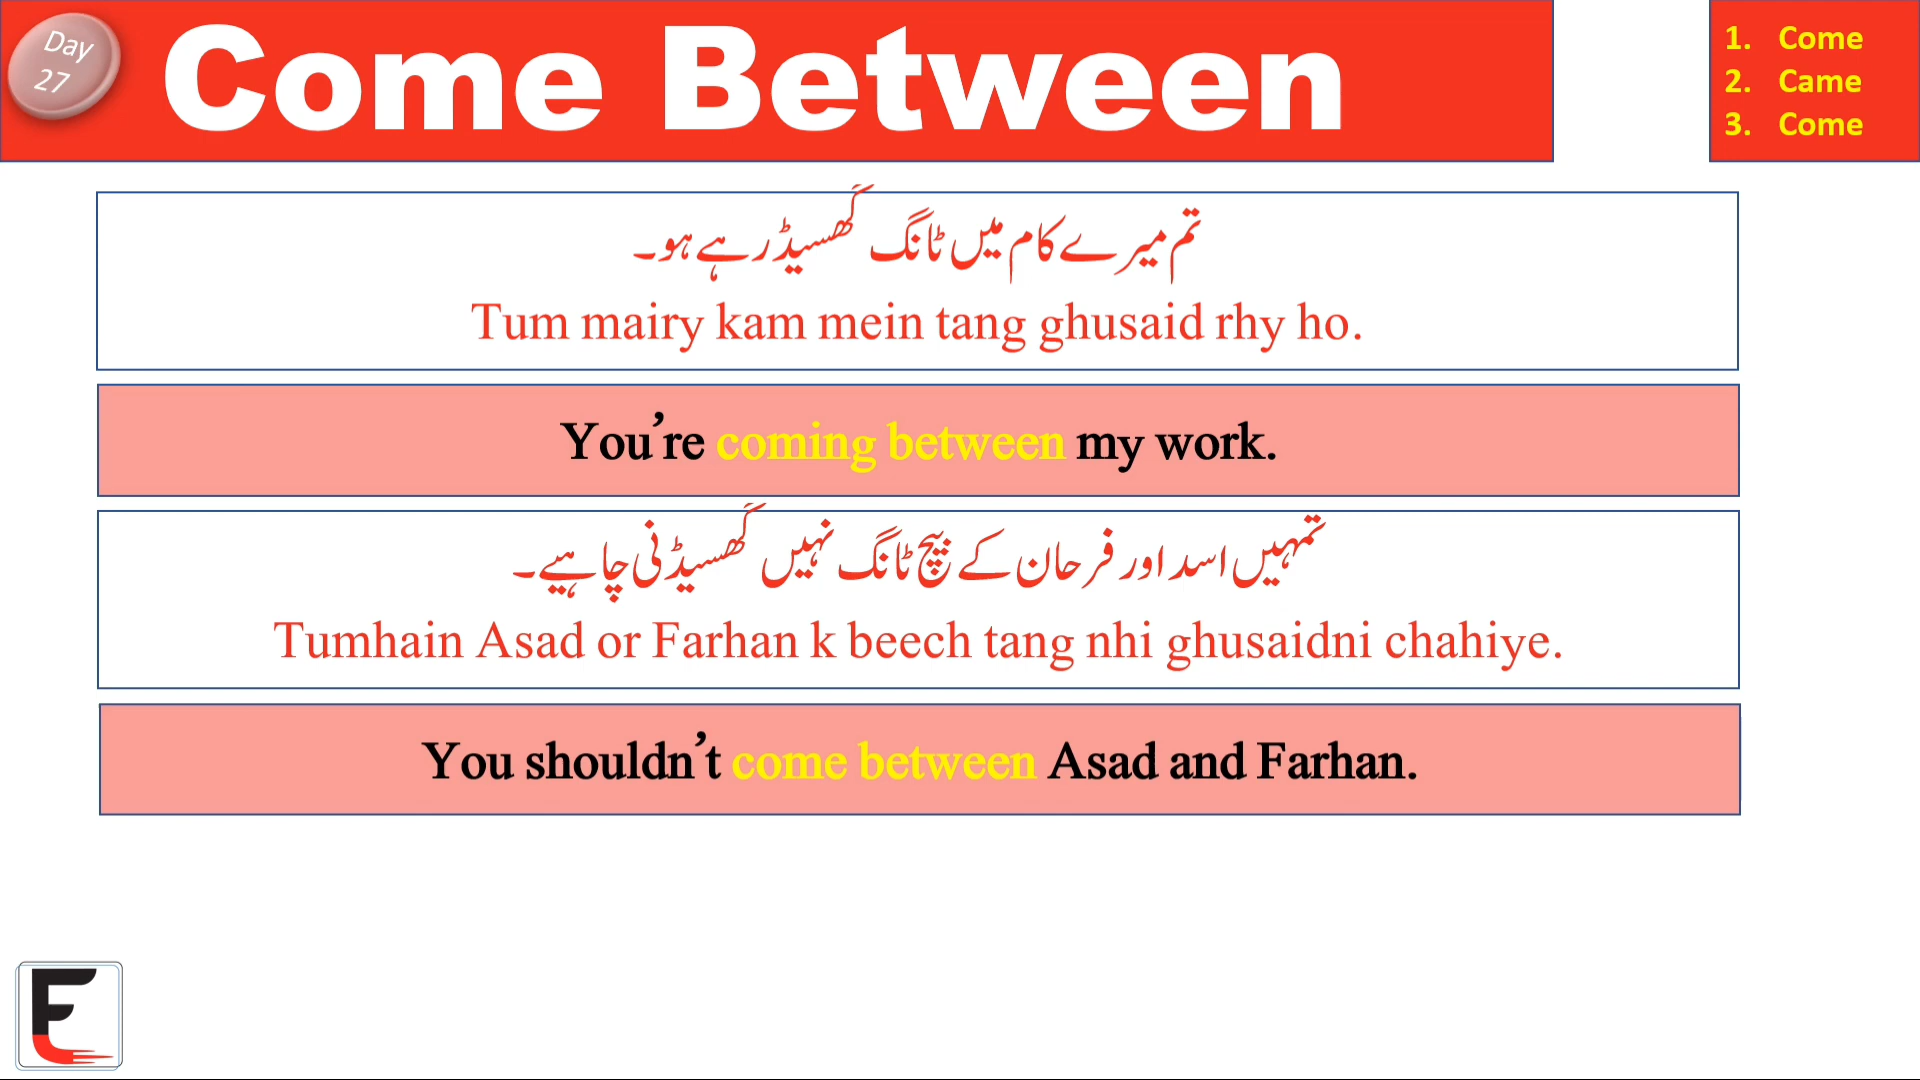 Day
27
Come Between
1. Come
2. Came
3. Come
تم میرے کام میں ٹانگ گھسیڈ رہے ہو۔
Tum mairy kam mein tang ghusaid rhy ho.
You’re coming between my work.
تمہیں اسد اور فرحان کے بیچ ٹانگ نہیں گھسیڈنی چاہیے۔
Tumhain Asad or Farhan k beech tang nhi ghusaidni chahiye.
You shouldn’t come between Asad and Farhan.